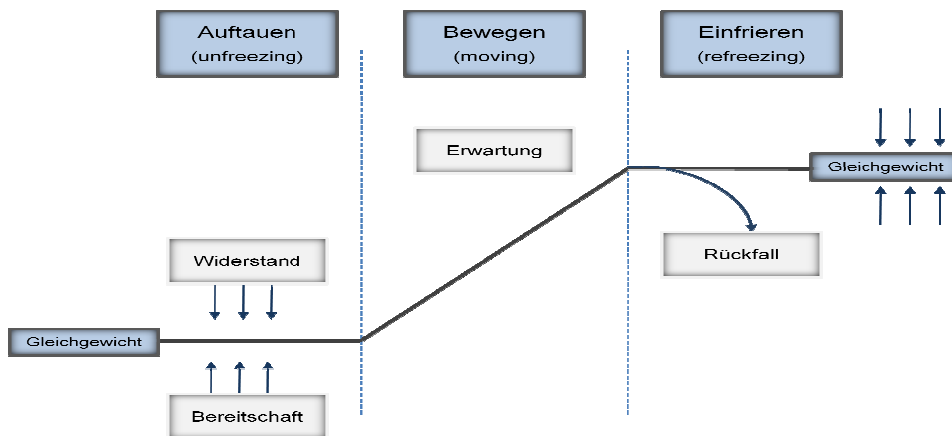 Auftauen
(unfreezing)
Bewegen
(moving)
Einfrieren
(refreezing)
Erwartung
Gleichgewicht
Widerstand
Rückfall
Gleichgewicht
Bereitschaft